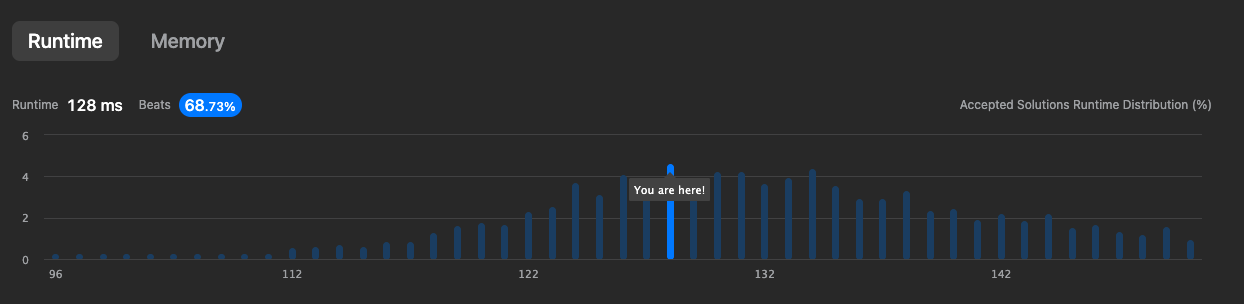 Runtime Memory
Runtime 128 ms Beats 68.73% Accepted Solutions Runtime Distribution (%)
6
4
You are here!
2
0
96 112 122 132 142